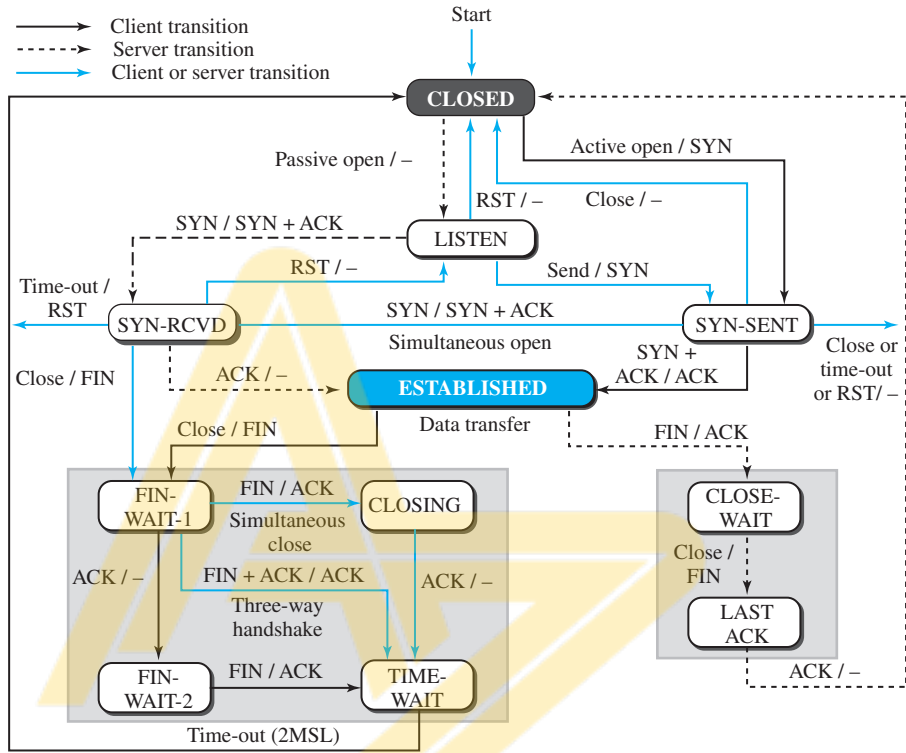 Client transition
Server transition
Client or server transition
Start
CLOSED
Passive open / –
RST / –
Close / –
Active open / SYN
SYN / SYN + ACK
LISTEN
RST / –
Send / SYN
Time-out /
RST
SYN-RCVD
SYN / SYN + ACK
Simultaneous open
SYN-SENT
Close or
time-out
or RST/ –
Close / FIN
ACK / –
ESTABLISHED
SYN +
ACK / ACK
Data transfer
Close / FIN
FIN / ACK
FIN-
WAIT-1
FIN / ACK
Simultaneous
close
CLOSING
CLOSE-
WAIT
ACK / –
FIN + ACK / ACK
Three-way
handshake
ACK / –
Close /
FIN
LAST
ACK
FIN-
WAIT-2
FIN / ACK
TIME-
WAIT
ACK / –
Time-out (2MSL)